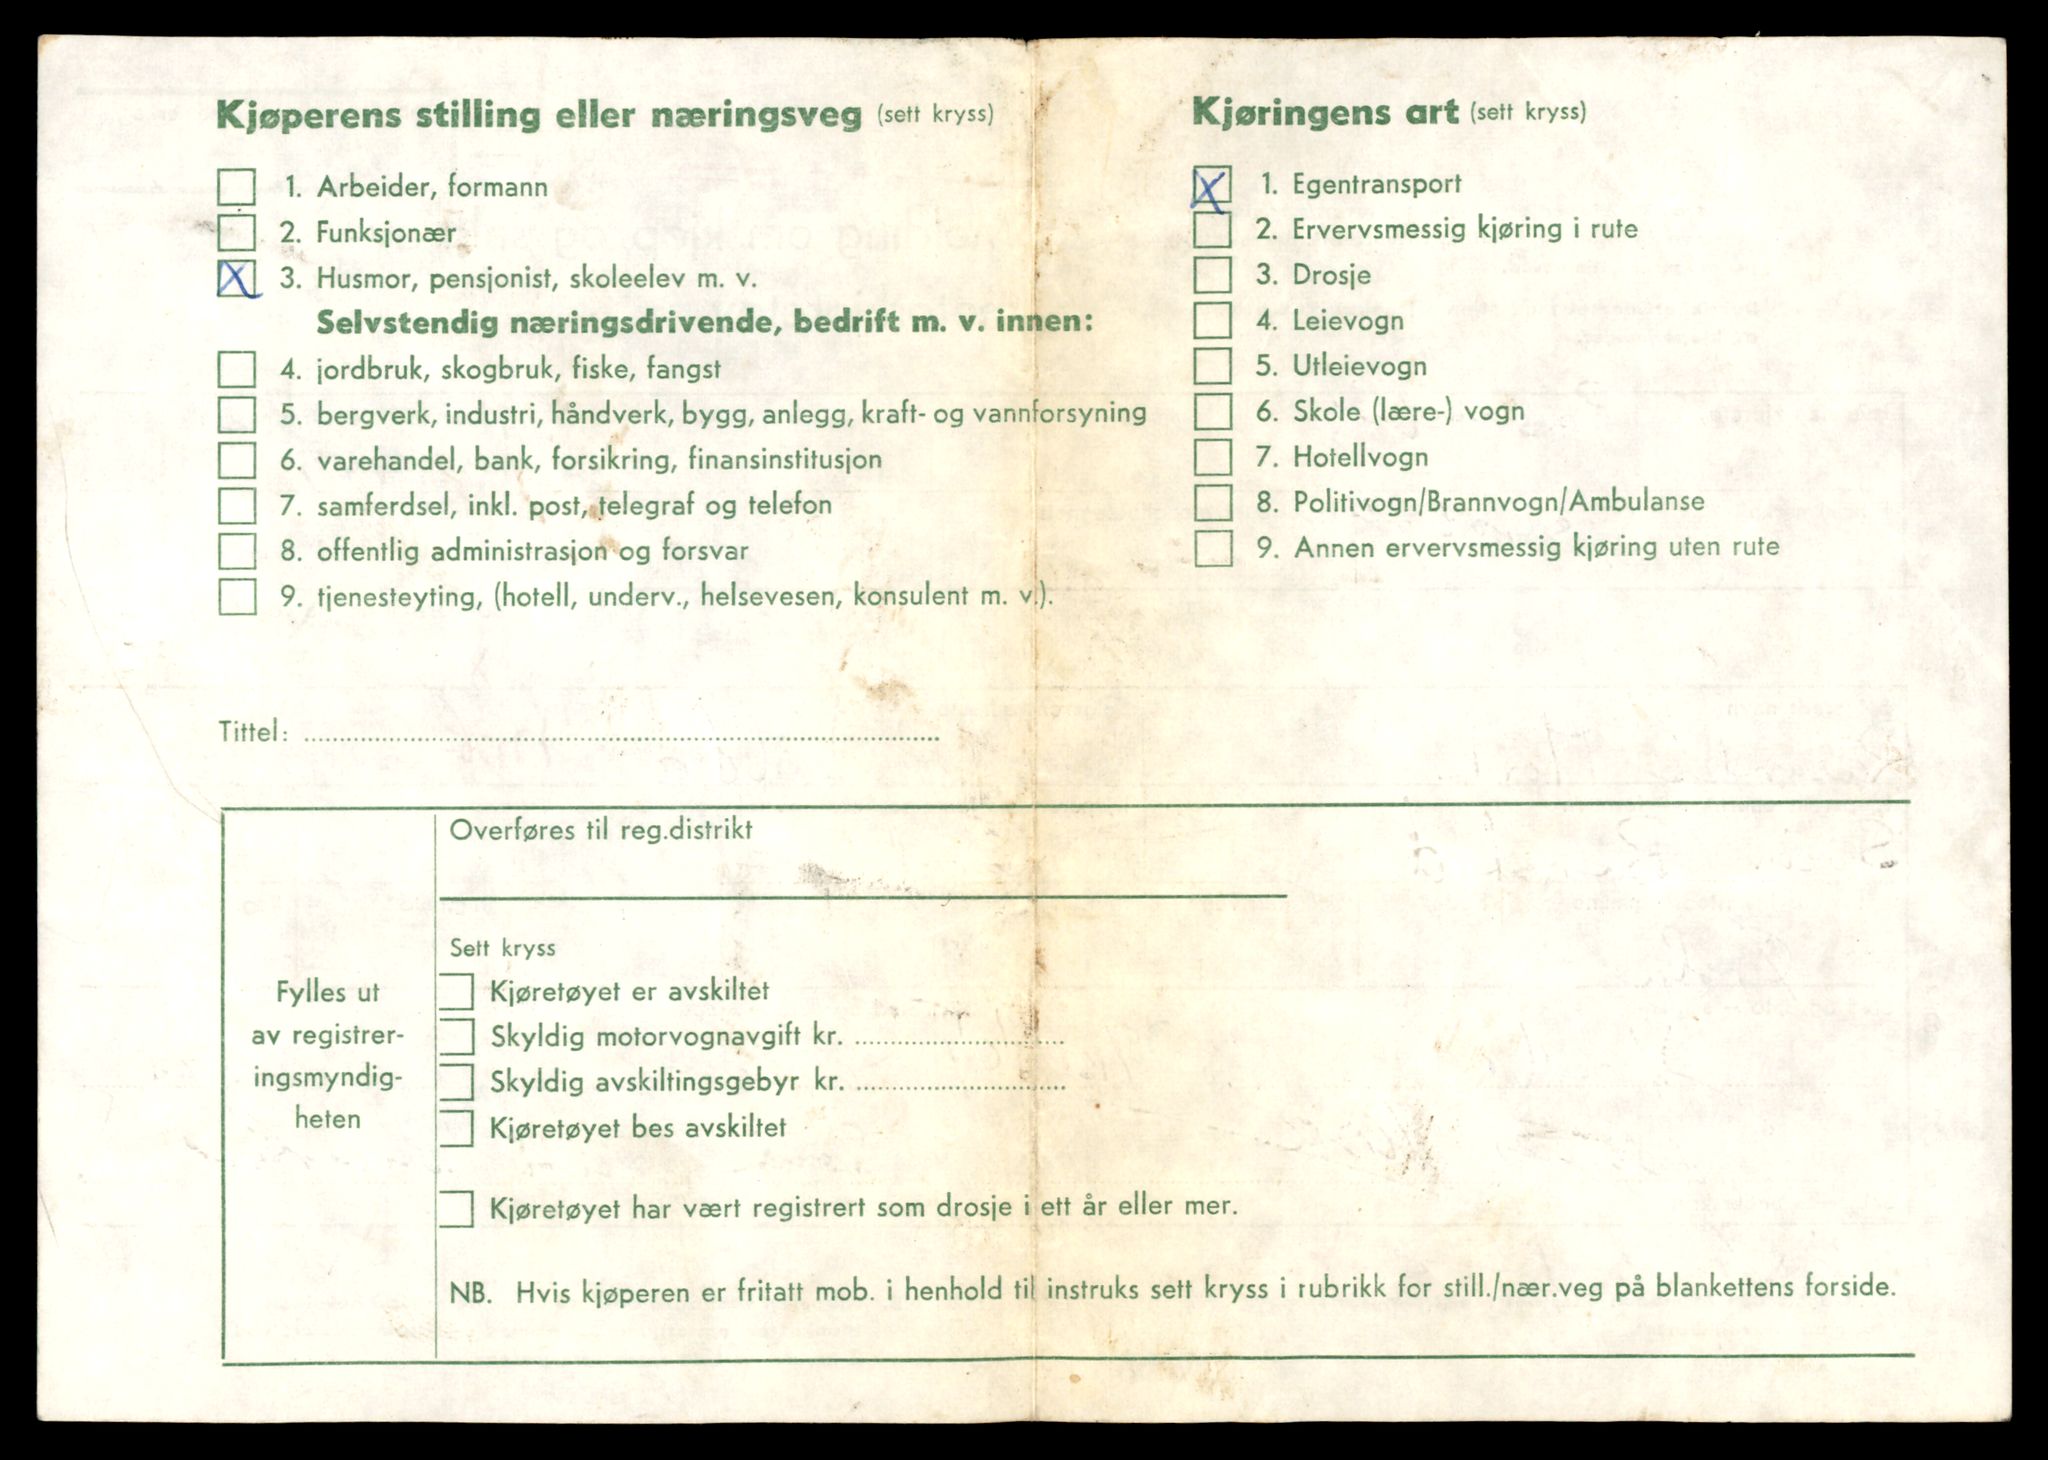 Kjøperens stilling eller næringsveg (sett kryss)
X 1. Arbeider, formann
2. Funksjonær
X 3. Husmor, pensjonist, skoleelev m. v.
Selvstendig næringsdrivende, bedrift m. v. innen:
4. jordbruk, skogbruk, fiske, fangst
5. bergverk, industri, håndverk, bygg, anlegg, kraft- og vannforsyning
6. varehandel, bank, forsikring, finansinstitusjon
7. samferdsel, inkl. post, telegraf og telefon
8. offentlig administrasjon og forsvar
9. tjenesteyting, (hotell, underv., helsevesen, konsulent m. v.).
Kjøringens art (sett kryss)
X 1. Egentransport
2. Ervervsmessig kjøring i rute
3. Drosje
4. Leievogn
5. Utleievogn
6. Skole (lære-) vogn
7. Hotellvogn
8. Politivogn/Brannvogn/Ambulanse
9. Annen ervervsmessig kjøring uten rute
Tittel:
Fylles ut
av registrer-
ingsmyndig-
heten
Overføres til reg.distrikt
Sett kryss
Kjøretøyet er avskiltet
Skyldig motorvognavgift kr.
Skyldig avskiltingsgebyr kr.
Kjøretøyet bes avskiltet
Kjøretøyet har vært registrert som drosje i ett år eller mer.
NB. Hvis kjøperen er fritatt mob. i henhold til instruks sett kryss i rubrikk for still./nær.veg på blankettens forside.